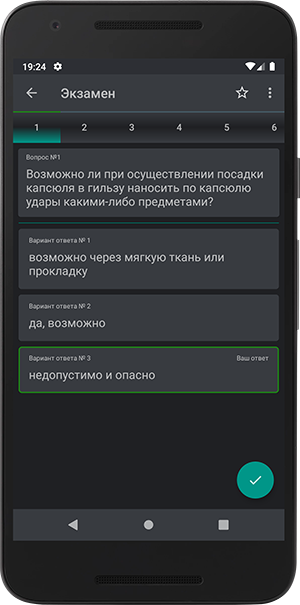 19:24
Экзамен
1 2 3 4 5 6
Вопрос №1
Возможно ли при осуществлении посадки
капсюля в гильзу наносить по капсюлю
удары какими-либо предметами?
Вариант ответа № 1
возможно через мягкую ткань или
прокладку
Вариант ответа № 2
да, возможно
Вариант ответа № 3 Ваш ответ
недопустимо и опасно